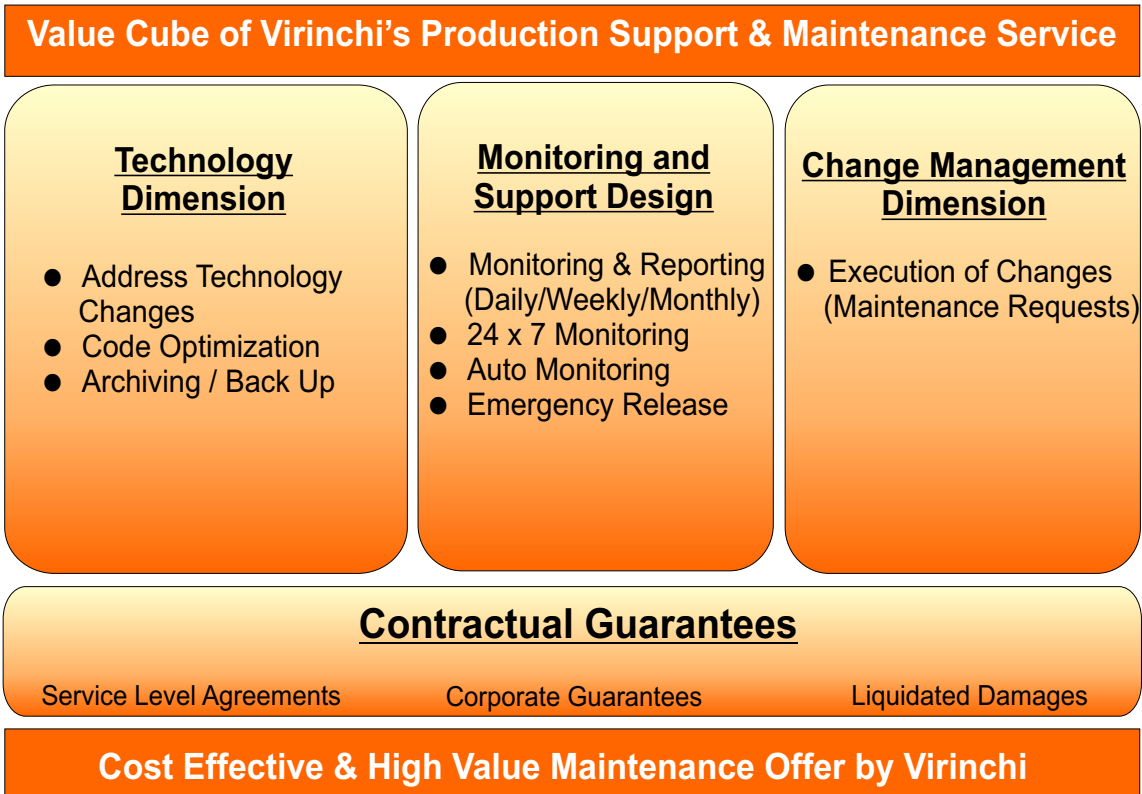 Value Cube of Virinchi’s Production Support & Maintenance Service
Technology
Dimension
● Address Technology
Changes
● Code Optimization
● Archiving / Back Up
Monitoring and
Support Design
● Monitoring & Reporting
(Daily/Weekly/Monthly)
● 24 x 7 Monitoring
● Auto Monitoring
● Emergency Release
Change Management
Dimension
● Execution of Changes
(Maintenance Requests)
Contractual Guarantees
Service Level Agreements
Corporate Guarantees
Liquidated Damages
Cost Effective & High Value Maintenance Offer by Virinchi